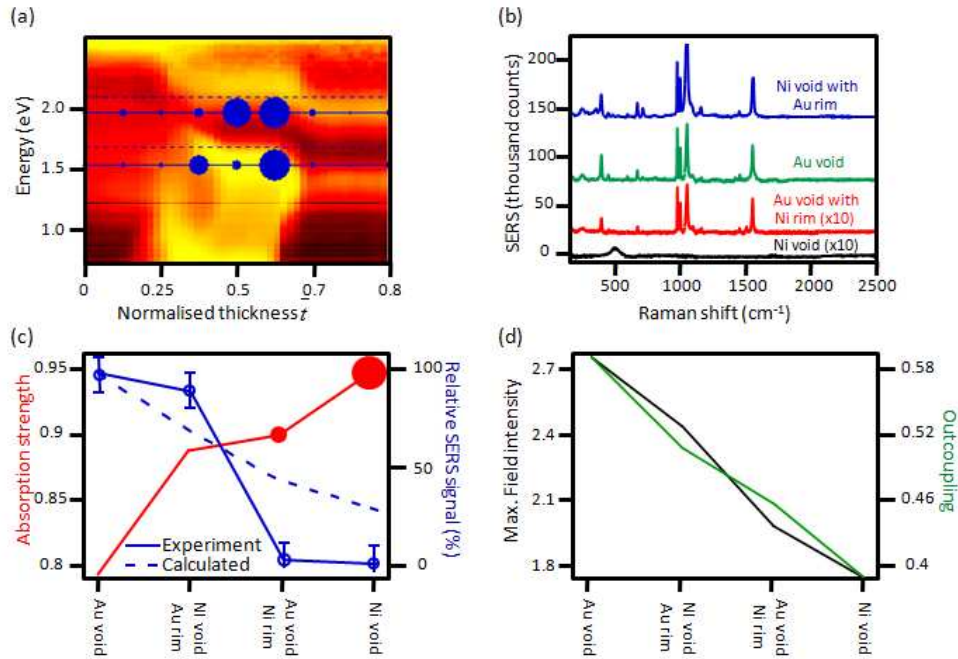 (a)
Energy (eV)
2.0
1.5
1.0
0
0.25
0.5
0.7
0.8
Normalised thickness t̄
(b)
SERS (thousand counts)
200
150
100
50
0
Ni void with
Au rim
Au void
Au void with
Ni rim (x10)
Ni void (x10)
500
1000
1500
2000
2500
Raman shift (cm⁻¹)
(c)
Absorption strength
0.95
0.9
0.85
0.8
100
50
0
Relative SERS signal (%)
Experiment
Calculated
Au void
NI void
Au rim
Au void
Ni rim
Ni void
(d)
Max. Field intensity
2.7
2.4
2.1
1.8
0.58
0.52
0.46
0.4
Outcoupling
Au void
NI void
Au rim
Au void
Ni rim
Ni void